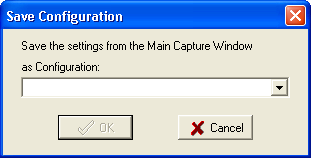 Save Configuration
Save the settings from the Main Capture Window
as Configuration:
OK
Cancel